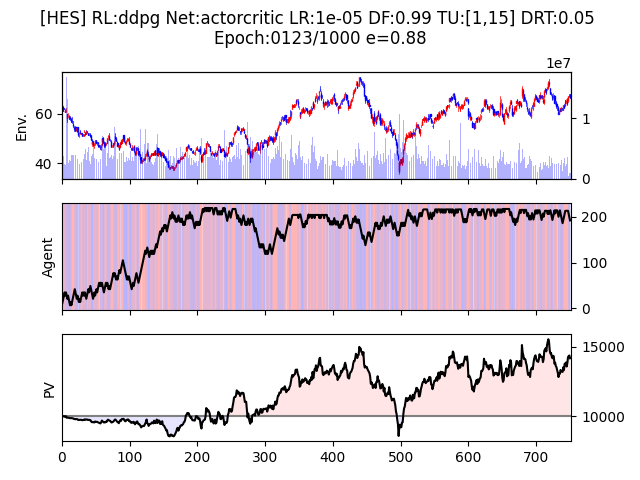 [HES] RL:ddpg Net:actorcritic LR:1e-05 DF:0.99 TU:[1,15] DRT:0.05
Epoch:0123/1000 e=0.88
1e7
Env.
60
40
1
0
Agent
200
100
0
PV
15000
10000
0 100 200 300 400 500 600 700